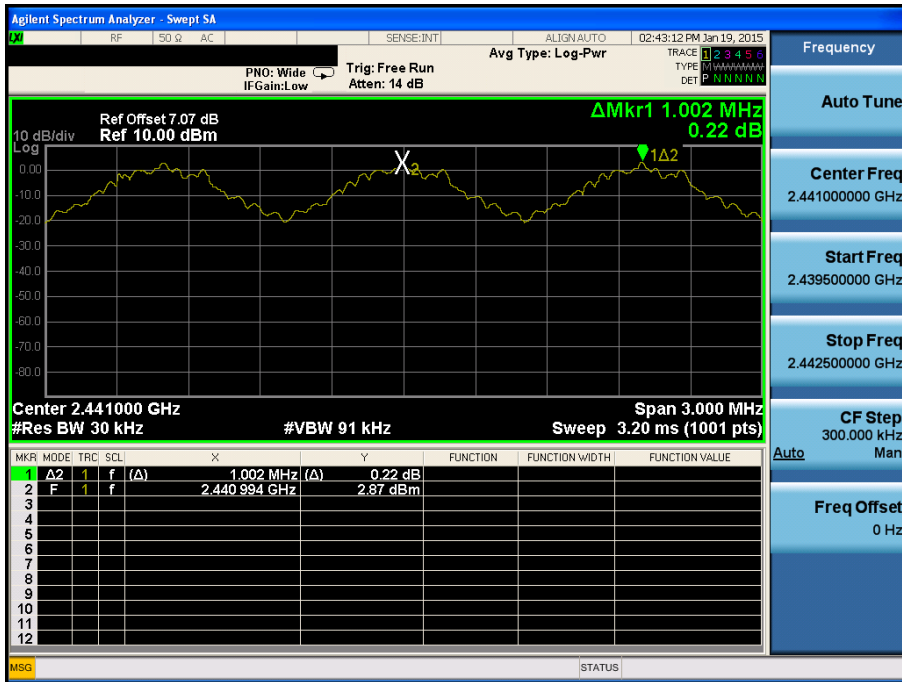 Agilent Spectrum Analyzer - Swept SA
LXI RF 50 Ω AC SENSE:INT ALIGNAUTO 02:43:12 PM Jan 19, 2015
Avg Type: Log-Pwr TRACE 1 2 3 4 5 6
PNO: Wide Trig: Free Run TYPE MWWWWW
IFGain:Low Atten: 14 dB DET P N N N N N
ΔMkr1 1.002 MHz
0.22 dB
Ref Offset 7.07 dB
10 dB/div Ref 10.00 dBm
Log
1Δ2
X2
0.00
-10.0
-20.0
-30.0
-40.0
-50.0
-60.0
-70.0
-80.0
Center 2.441000 GHz Span 3.000 MHz
#Res BW 30 kHz #VBW 91 kHz Sweep 3.20 ms (1001 pts)
MKR MODE TRC SCL X Y FUNCTION FUNCTION WIDTH FUNCTION VALUE
1 Δ2 1 f (Δ) 1.002 MHz (Δ) 0.22 dB
2 F 1 f 2.440 994 GHz 2.87 dBm
3
4
5
6
7
8
9
10
11
12
MSG STATUS
Frequency
Auto Tune
Center Freq
2.441000000 GHz
Start Freq
2.439500000 GHz
Stop Freq
2.442500000 GHz
CF Step
300.000 kHz
Auto Man
Freq Offset
0 Hz